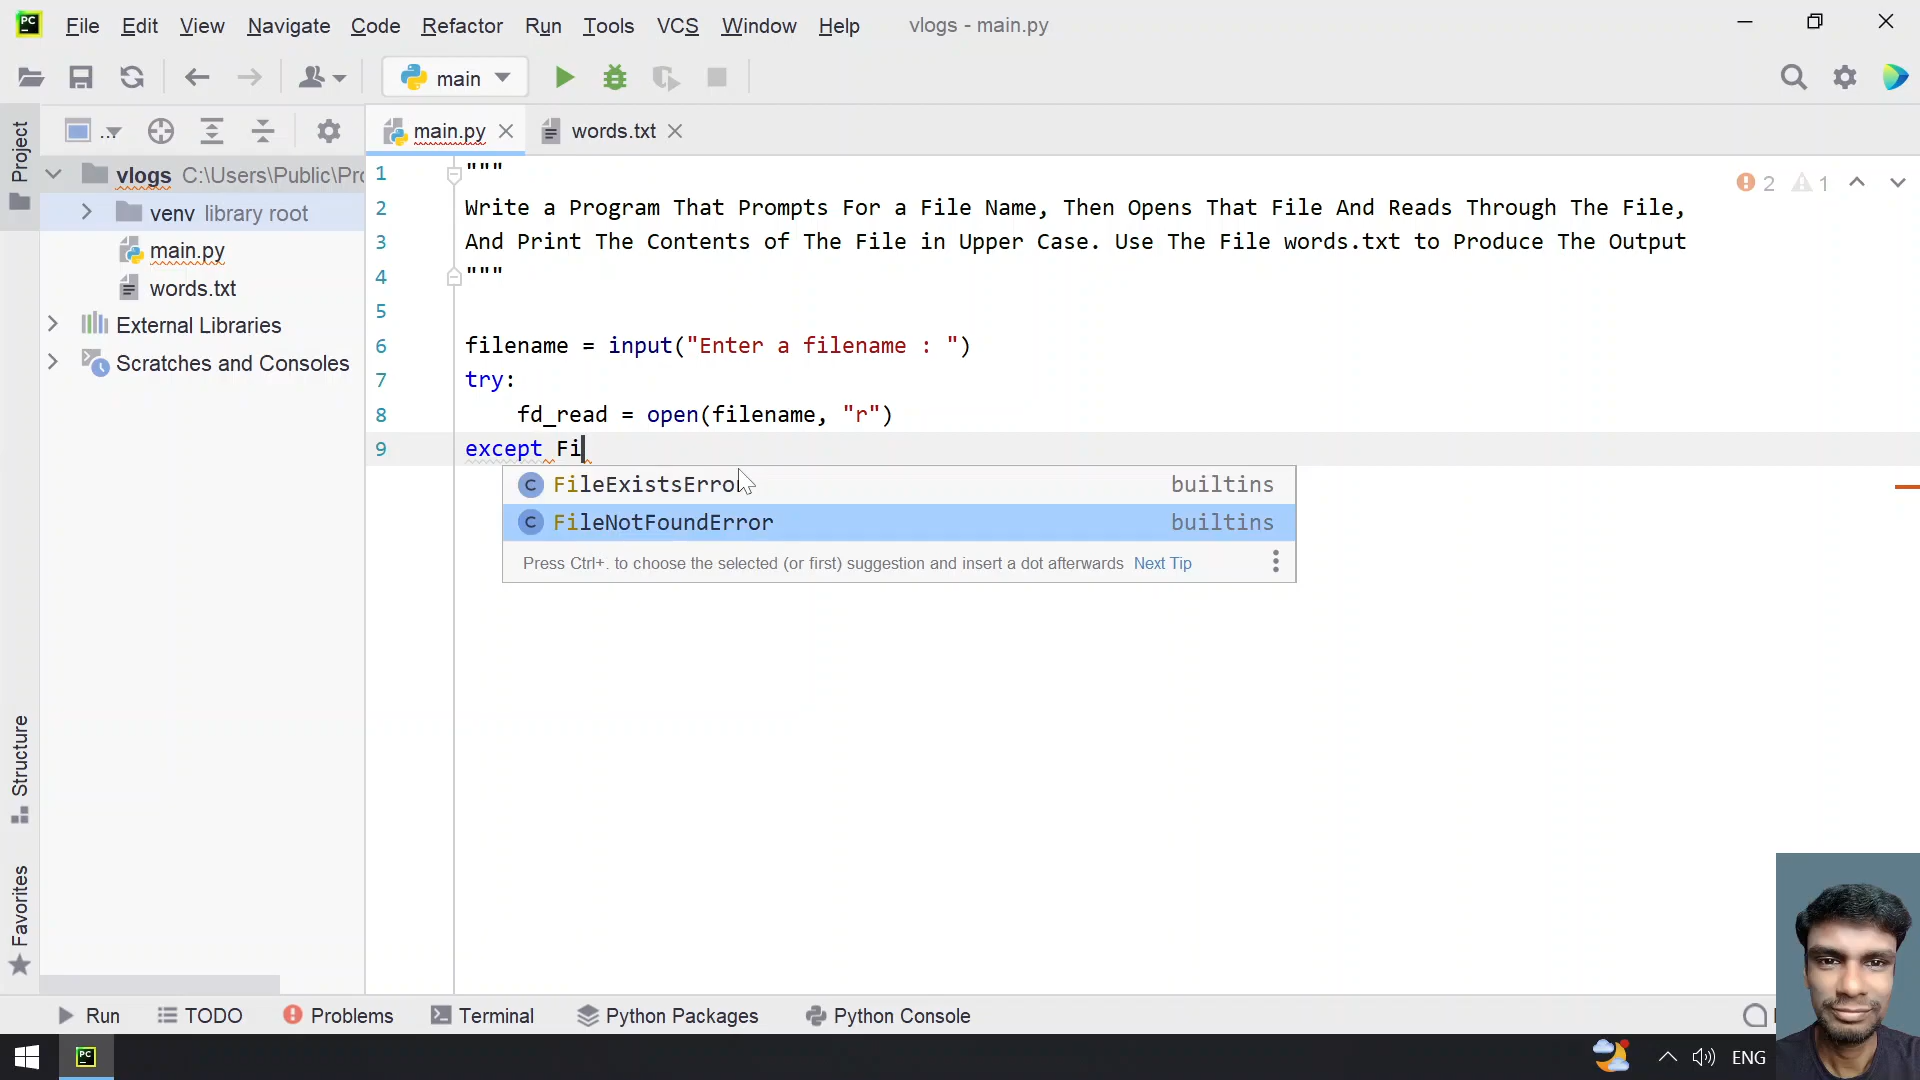 PC
File Edit View Navigate Code Refactor Run Tools VCS Window Help vlogs - main.py
main
...
main.py words.txt
Project
vlogs C:\Users\Public\Pr
venv library root
main.py
words.txt
External Libraries
Scratches and Consoles
1 """
2 Write a Program That Prompts For a File Name, Then Opens That File And Reads Through The File,
3 And Print The Contents of The File in Upper Case. Use The File words.txt to Produce The Output
4 """
5
6 filename = input("Enter a filename : ")
7 try:
8 fd_read = open(filename, "r")
9 except Fi
2 1
C FileExistsError builtins
C FileNotFoundError builtins
Press Ctrl+. to choose the selected (or first) suggestion and insert a dot afterwards Next Tip
Structure
Favorites
Run TODO Problems Terminal Python Packages Python Console
PC
ENG